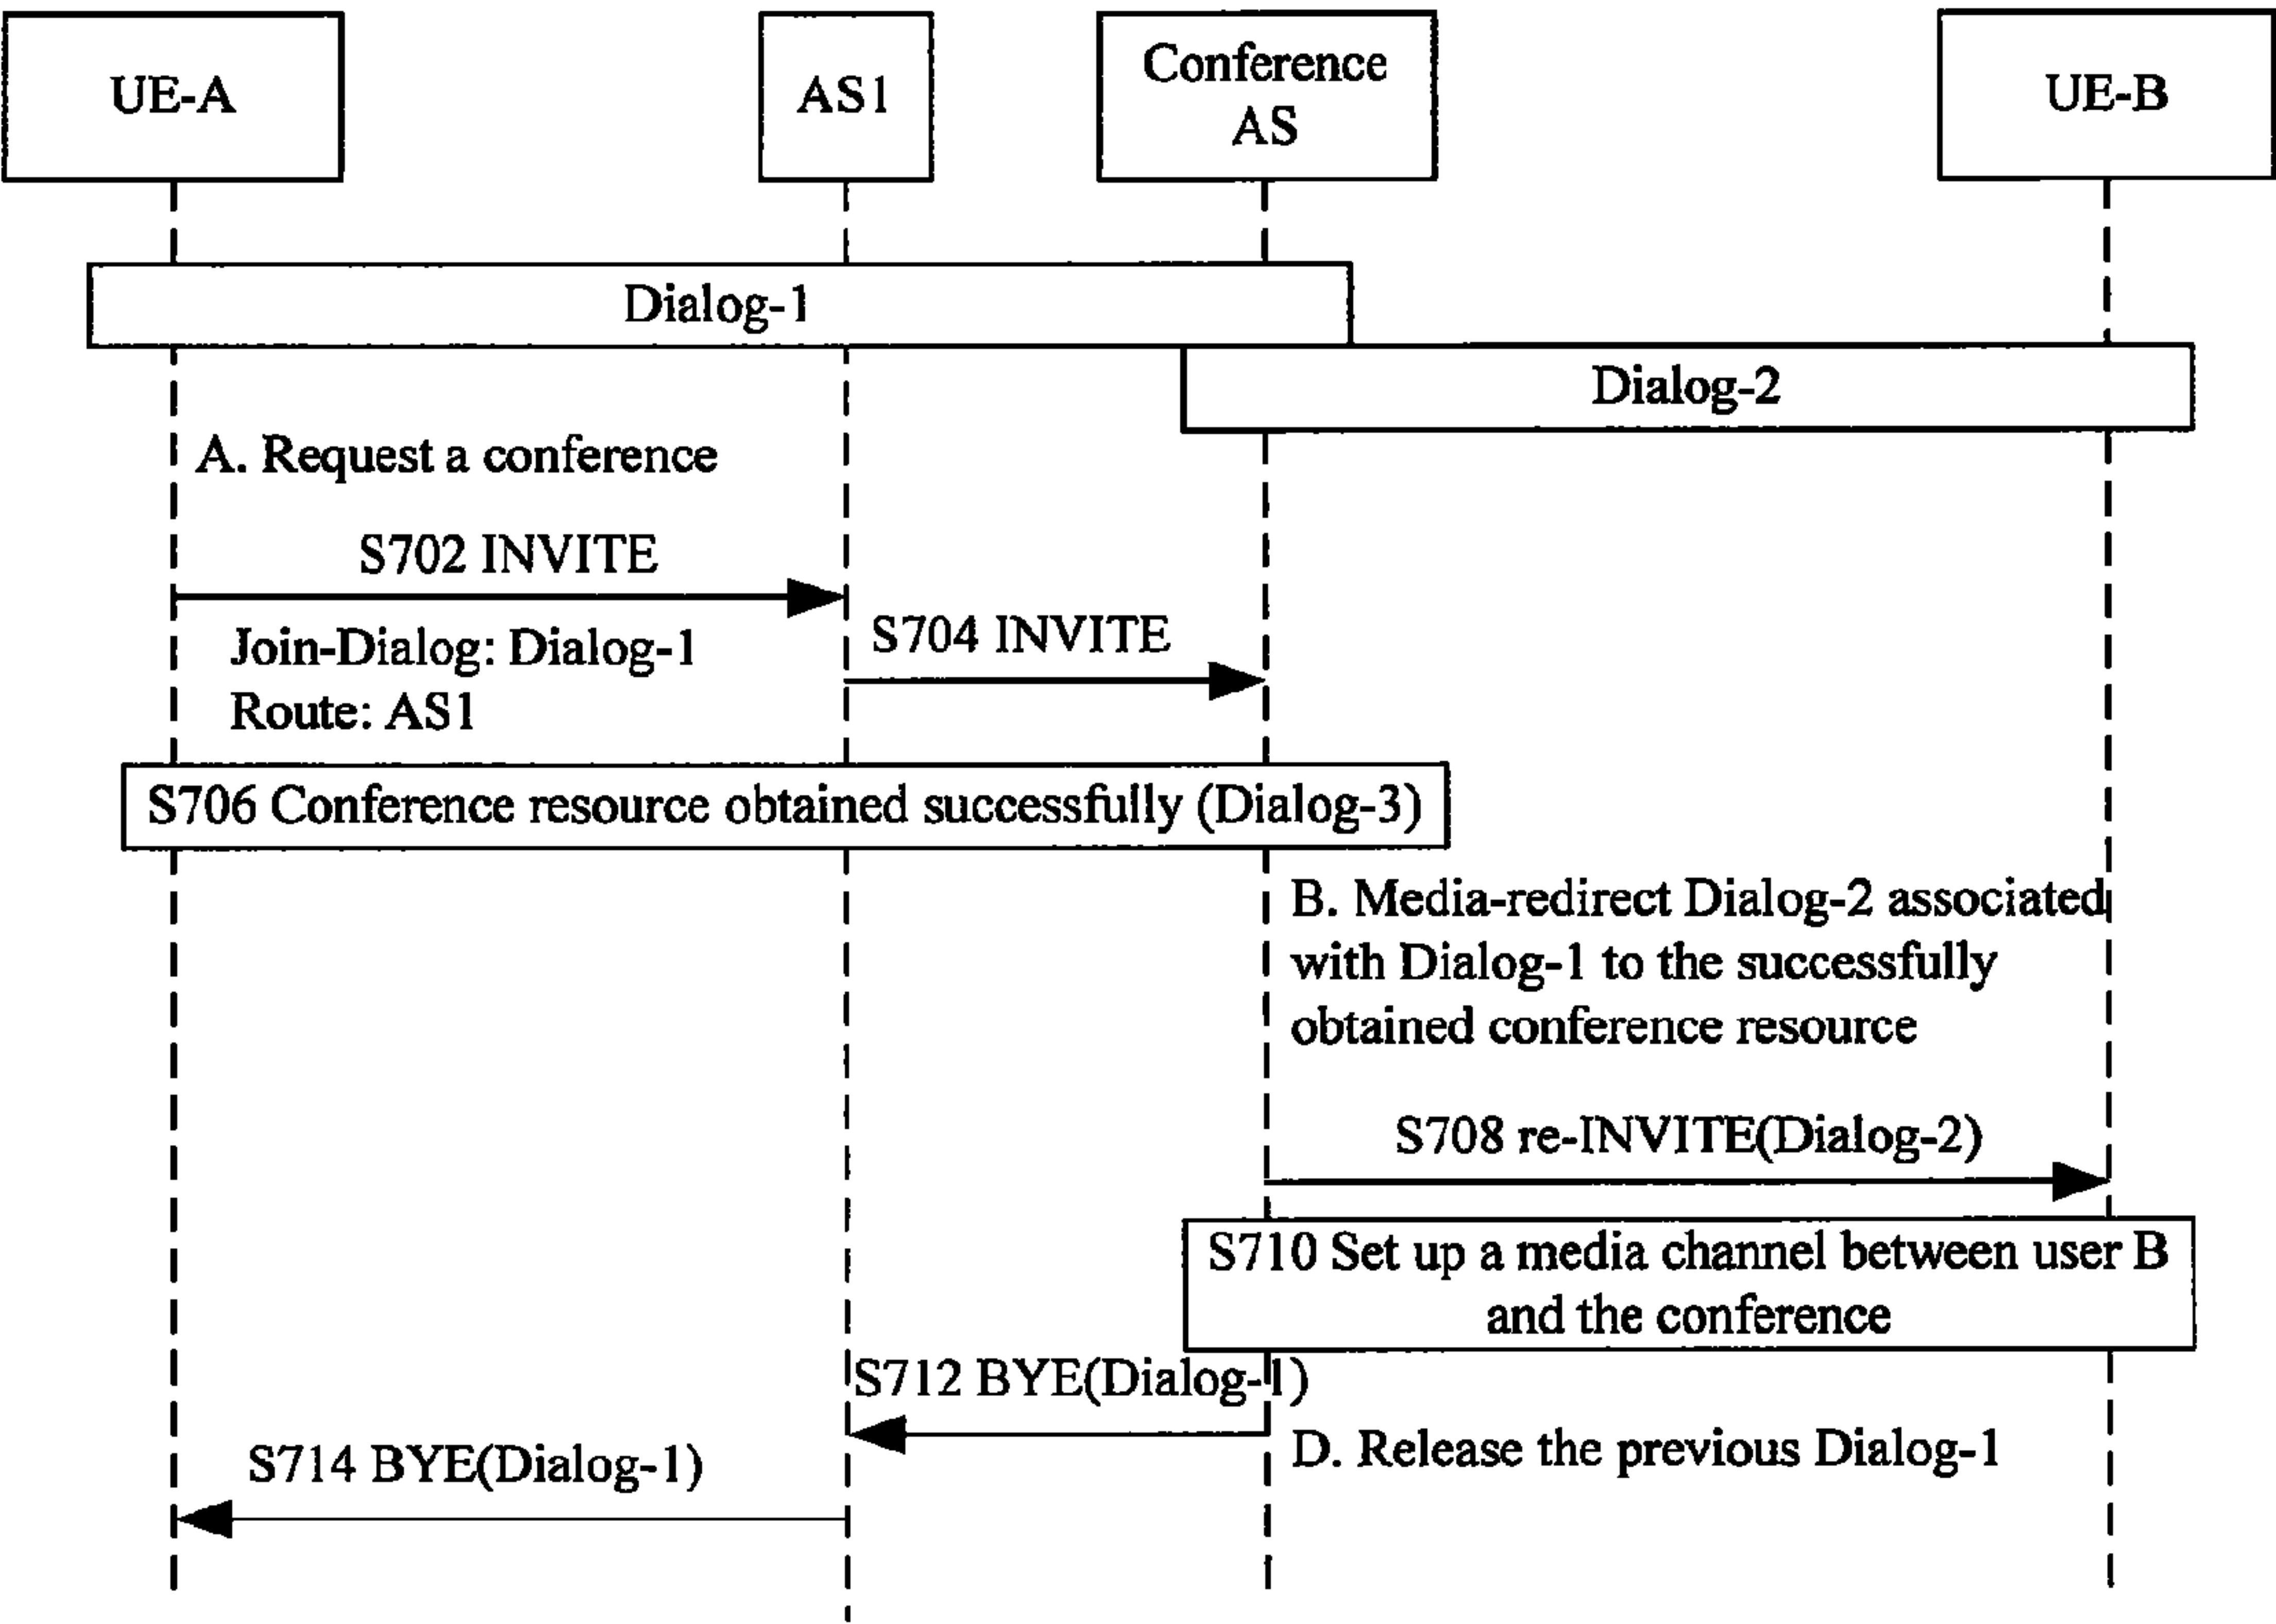 UE-A
AS1
Conference
AS
UE-B
Dialog-1
Dialog-2
A. Request a conference
S702 INVITE
Join-Dialog: Dialog-1
Route: AS1
S704 INVITE
S706 Conference resource obtained successfully (Dialog-3)
B. Media-redirect Dialog-2 associated
with Dialog-1 to the successfully
obtained conference resource
S708 re-INVITE(Dialog-2)
S710 Set up a media channel between user B
and the conference
S712 BYE(Dialog-1)
D. Release the previous Dialog-1
S714 BYE(Dialog-1)